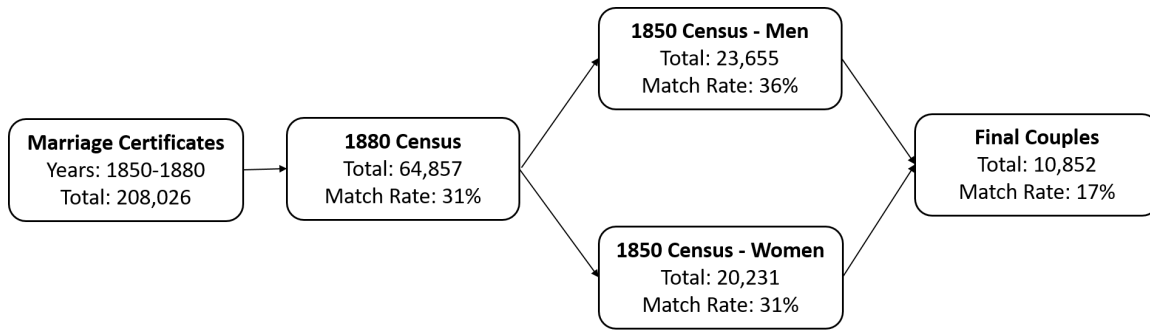 Marriage Certificates
Years: 1850-1880
Total: 208,026
1880 Census
Total: 64,857
Match Rate: 31%
1850 Census - Men
Total: 23,655
Match Rate: 36%
1850 Census - Women
Total: 20,231
Match Rate: 31%
Final Couples
Total: 10,852
Match Rate: 17%